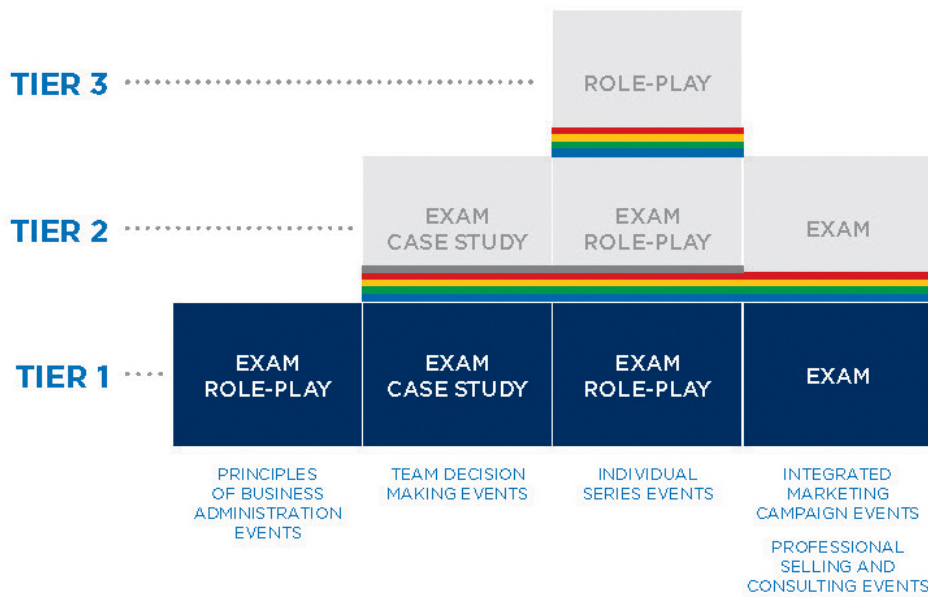 TIER 3
ROLE-PLAY
TIER 2
EXAM
CASE STUDY
EXAM
ROLE-PLAY
EXAM
TIER 1
EXAM
ROLE-PLAY
EXAM
CASE STUDY
EXAM
ROLE-PLAY
EXAM
PRINCIPLES
OF BUSINESS
ADMINISTRATION
EVENTS
TEAM DECISION
MAKING EVENTS
INDIVIDUAL
SERIES EVENTS
INTEGRATED
MARKETING
CAMPAIGN EVENTS
PROFESSIONAL
SELLING AND
CONSULTING EVENTS